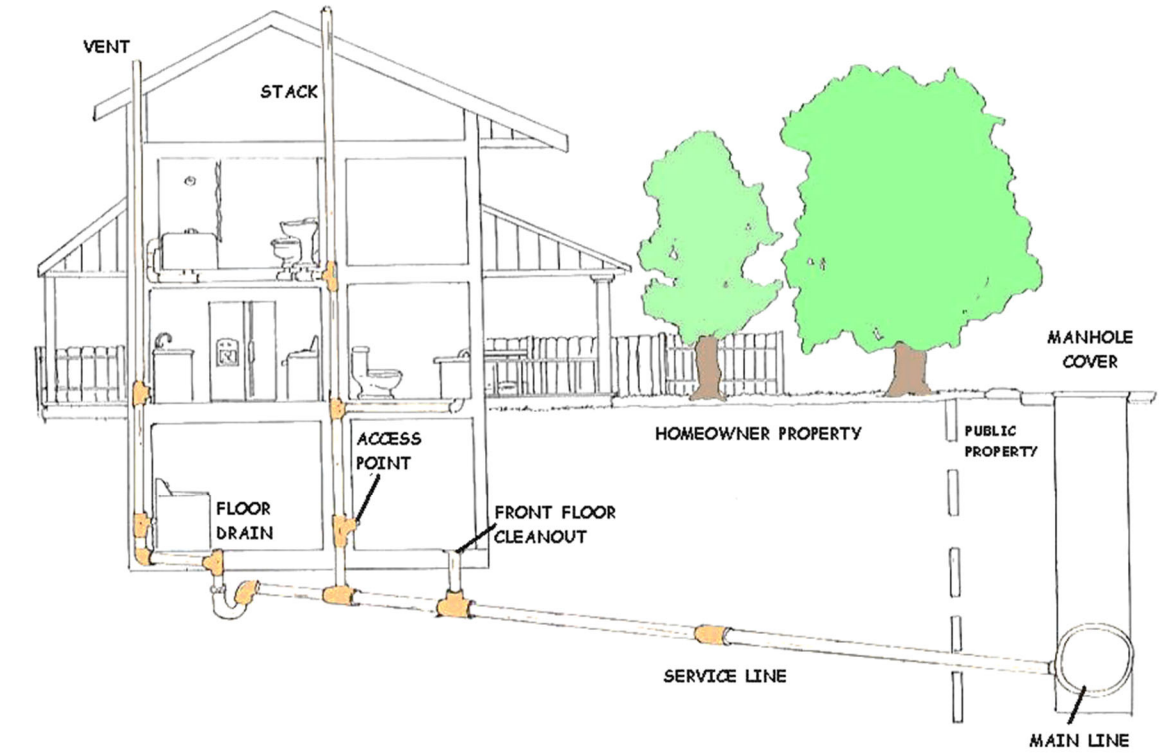 VENT
STACK
MANHOLE
COVER
HOMEOWNER PROPERTY
PUBLIC
PROPERTY
ACCESS
POINT
FLOOR
DRAIN
FRONT FLOOR
CLEANOUT
SERVICE LINE
MAIN LINE